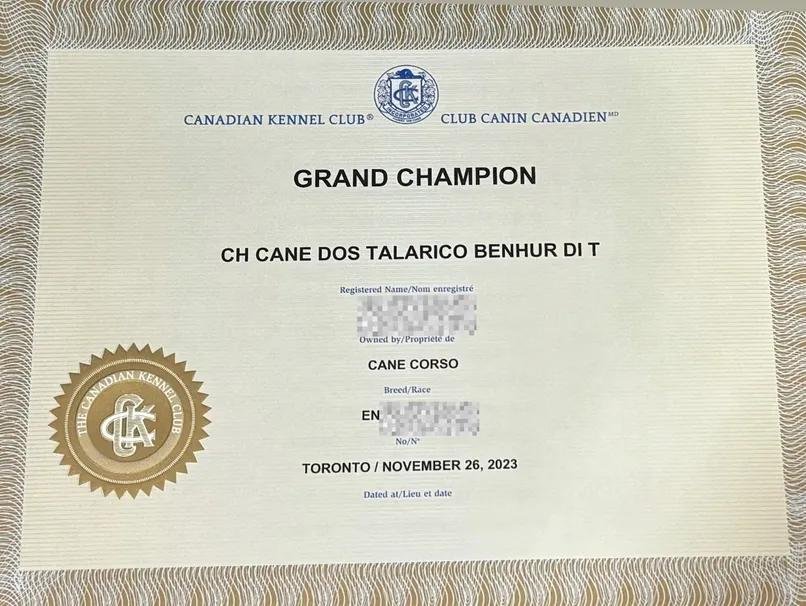 CANADIAN KENNEL CLUB® CLUB CANIN CANADIEN MD
INCORPORATED
GRAND CHAMPION
CH CANE DOS TALARICO BENHUR DI T
Registered Name/Nom enregistré
Owned by/Propriété de
CANE CORSO
Breed/Race
EN
No/N°
TORONTO / NOVEMBER 26, 2023
Dated at/Lieu et date
THE CANADIAN KENNEL CLUB
CKC